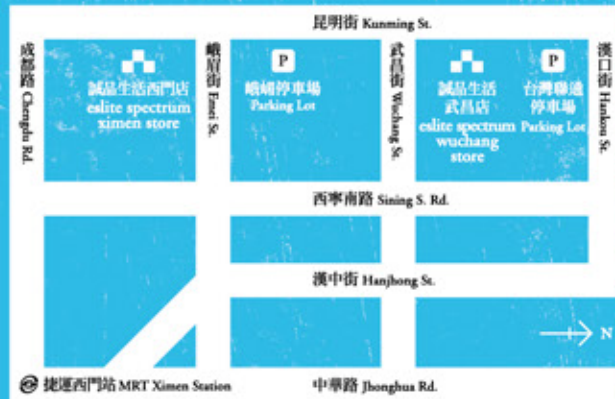 昆明街 Kunming St.
成都路 Chengdu Rd.
誠品生活西門店
eslite spectrum
ximen store
峨眉街 Emei St.
P
峨嵋停車場
Parking Lot
武昌街 Wuchang St.
誠品生活
武昌店
eslite spectrum
wuchang
store
P
台灣聯通
停車場
Parking Lot
漢口街 Hankou St.
西寧南路 Sining S. Rd.
漢中街 Hanjhong St.
N
捷運西門站 MRT Ximen Station
中華路 Jhonghua Rd.